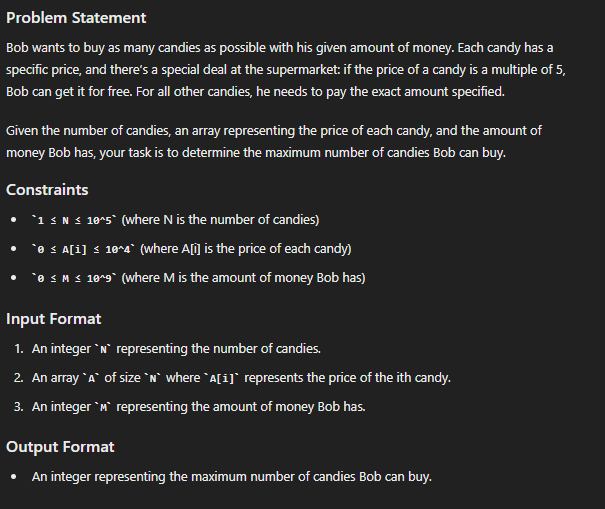 Problem Statement
Bob wants to buy as many candies as possible with his given amount of money. Each candy has a
specific price, and there's a special deal at the supermarket: if the price of a candy is a multiple of 5,
Bob can get it for free. For all other candies, he needs to pay the exact amount specified.
Given the number of candies, an array representing the price of each candy, and the amount of
money Bob has, your task is to determine the maximum number of candies Bob can buy.
Constraints
• `1 ≤ N ≤ 10^5` (where N is the number of candies)
• `0 ≤ A[i] ≤ 10^4` (where A[i] is the price of each candy)
• `0 ≤ M ≤ 10^9` (where M is the amount of money Bob has)
Input Format
1. An integer `N` representing the number of candies.
2. An array `A` of size `N` where `A[i]` represents the price of the ith candy.
3. An integer `M` representing the amount of money Bob has.
Output Format
• An integer representing the maximum number of candies Bob can buy.